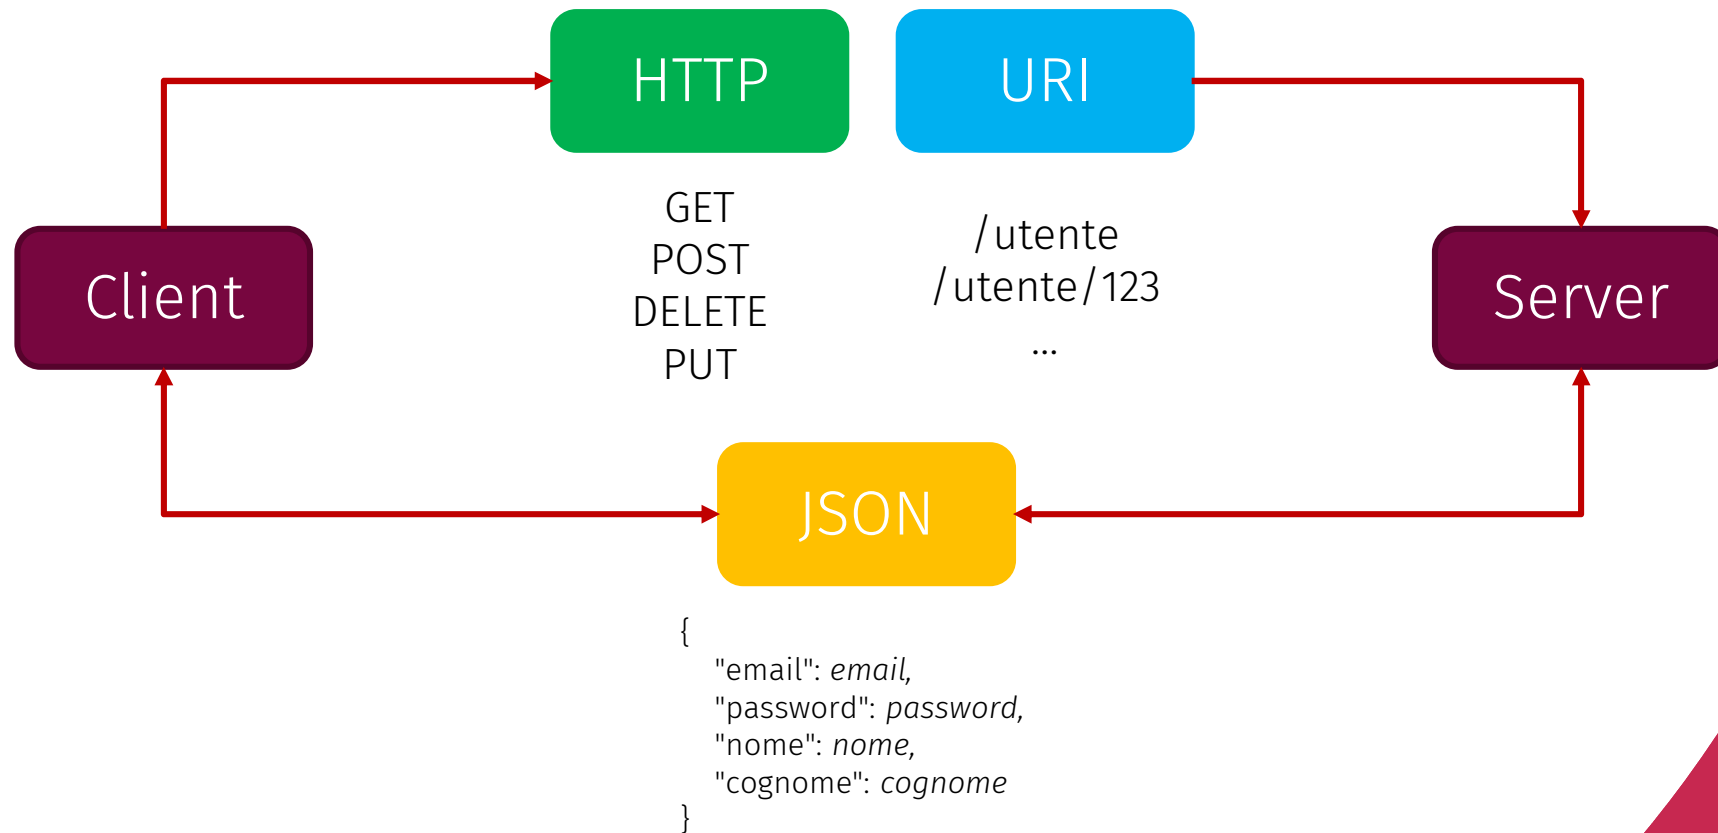 HTTP
URI
GET
POST
DELETE
PUT
/utente
/utente/123
...
Client
Server
JSON
{
"email": email,
"password": password,
"nome": nome,
"cognome": cognome
}